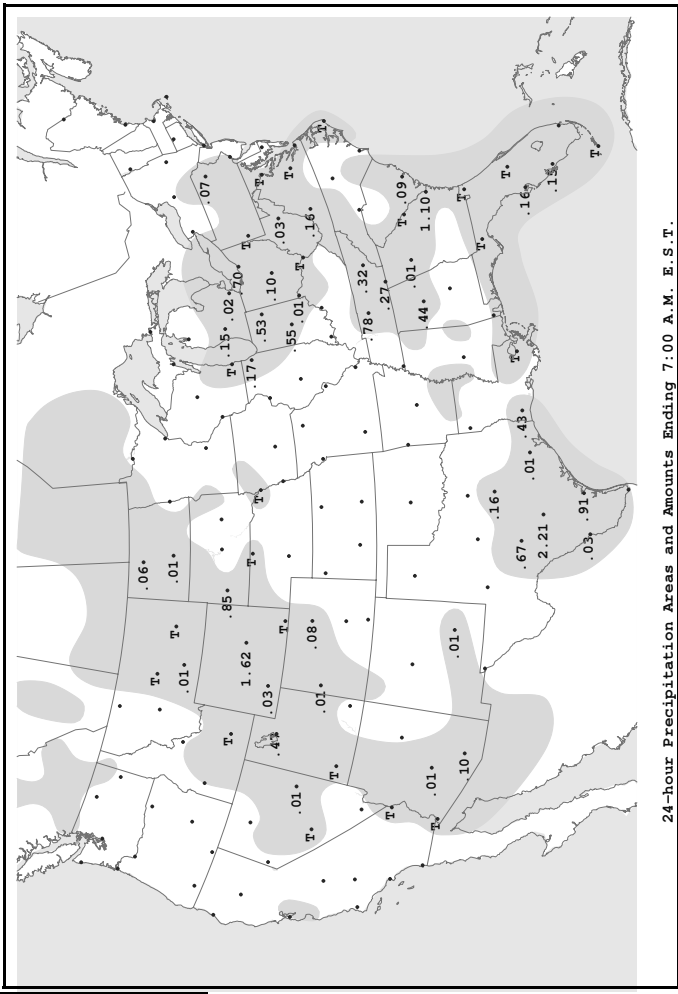 .06
T
.01
T
.01
.07
T
.85
T
.15
.02
.70
T
1.62
T
.17
T
.53
T
.03
.10
.03
T
T
.55
.01
.01
T
T
.08
.16
.01
T
T
.32
.78
.27
T
T
.09
.01
.44
1.10
.01
T
.01
.10
T
T
.16
T
T
.67
.43
.16
.01
2.21
.15
.91
.03
T
24-hour Precipitation Areas and Amounts Ending 7:00 A.M. E.S.T.